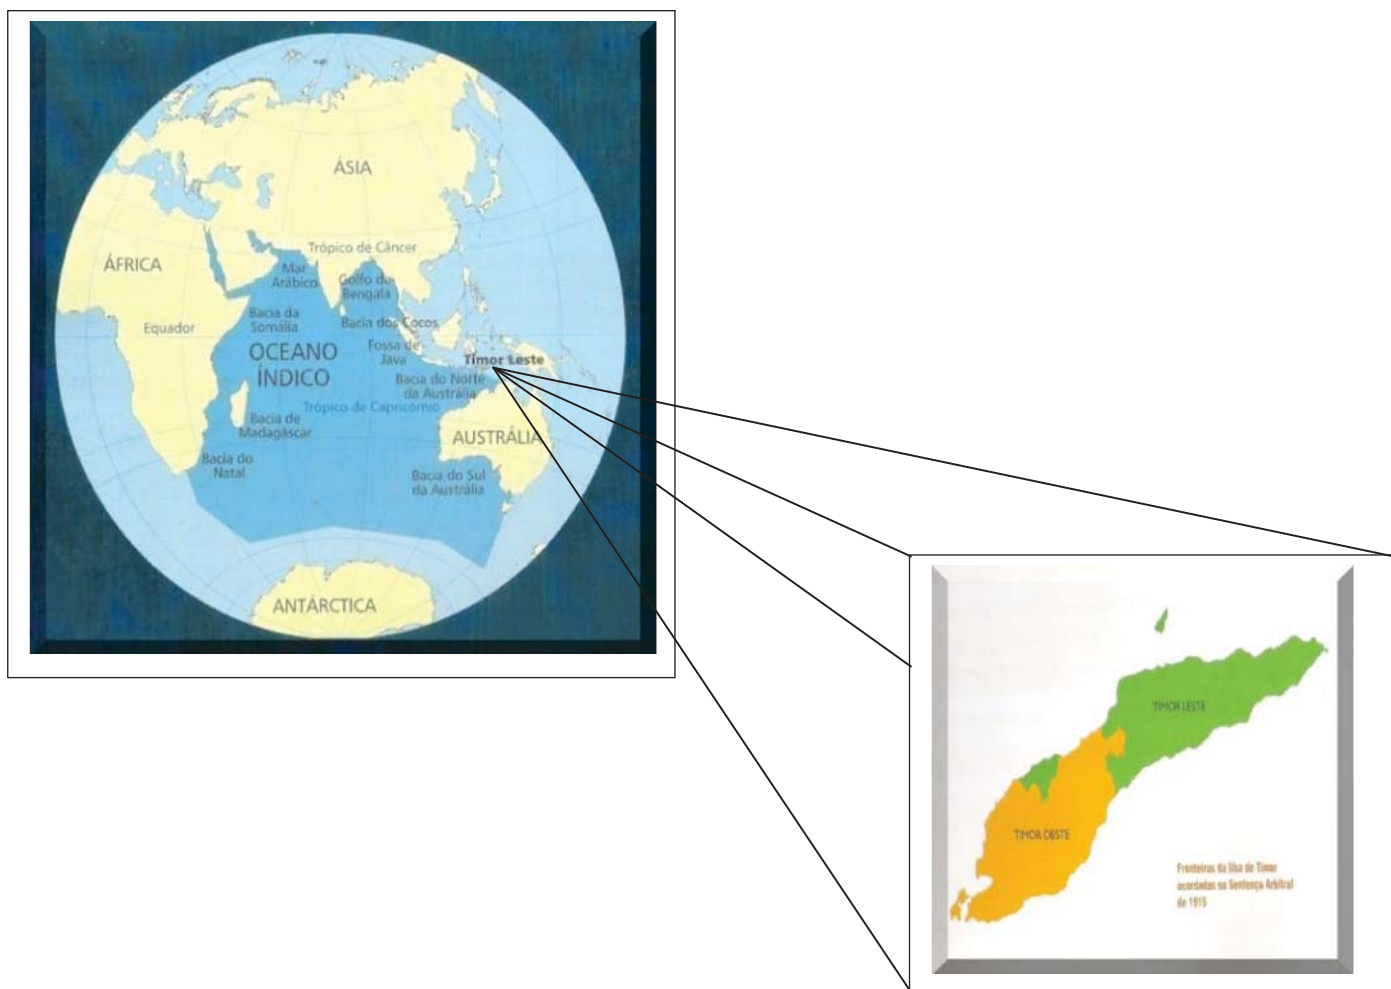 ÁSIA
Trópico de Câncer
ÁFRICA
Mar
Arábico
Golfo de
Bengala
Bacia da
Somália
Equador
Bacia dos Cocos
OCEANO
ÍNDICO
Fossa de
Java
Timor Leste
Bacia do Norte
da Austrália
Trópico de Capricórnio
Bacia de
Madagáscar
AUSTRÁLIA
Bacia do
Natal
Bacia do Sul
da Austrália
ANTÁRCTICA
TIMOR LESTE
TIMOR OESTE
Fronteiras da Ilha de Timor
acordadas na Sentença Arbitral
de 1915